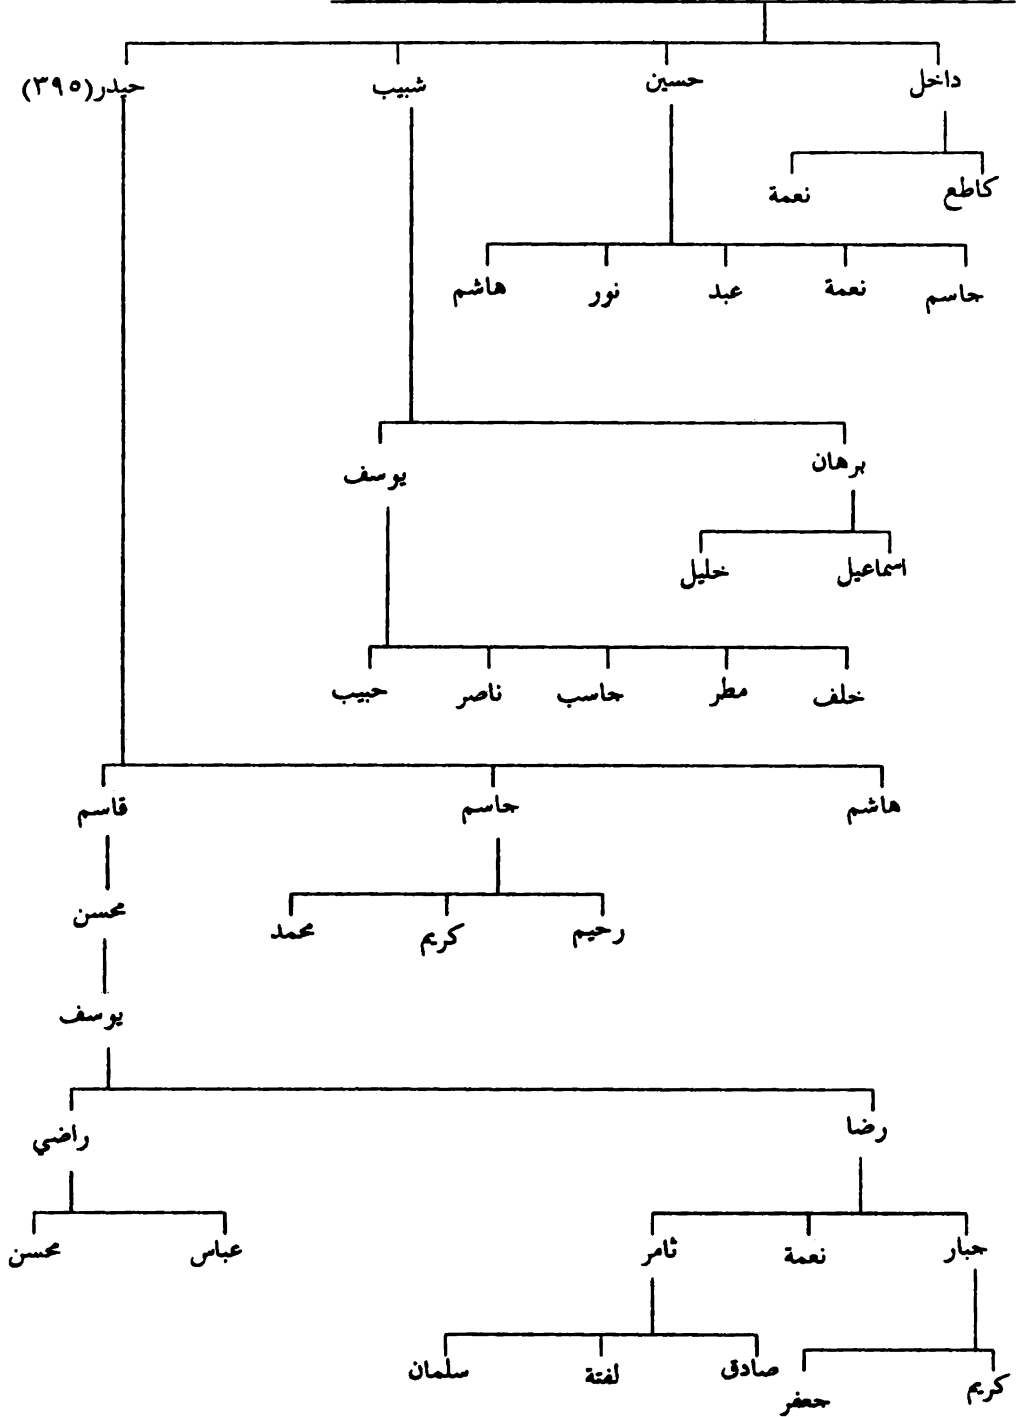 داخل حسين شبيب حيدر(٣٩٥)
كاطع نعمة
جاسم نعمة عبد نور هاشم
برهان يوسف
اسماعيل خليل
خلف مطر حاسب ناصر حبيب
هاشم جاسم قاسم
رحيم كريم محمد محسن
يوسف
رضا راضي
جبار نعمة ثامر عباس محسن
كريم جعفر صادق لفتة سلمان